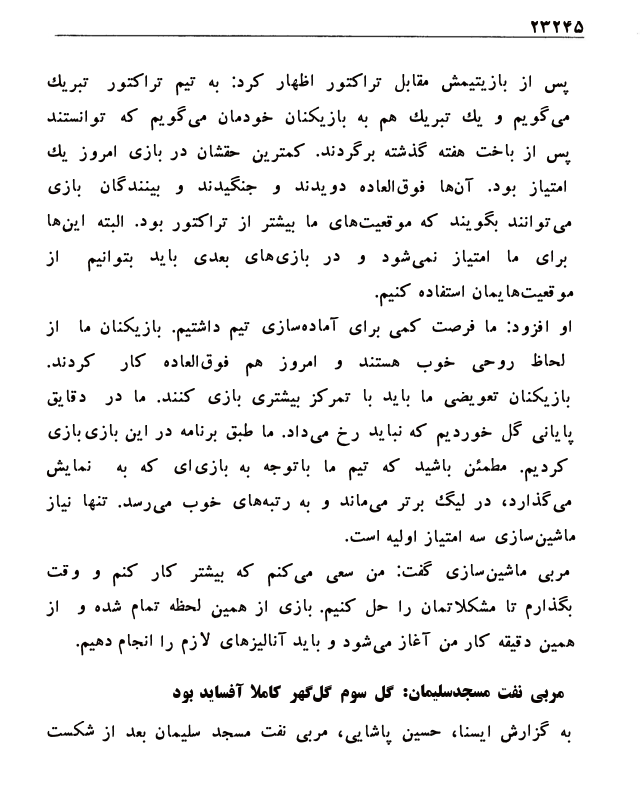 ۲۳۲۴۵
پس از بازیتیمش مقابل تراکتور اظهار کرد: به تیم تراکتور تبریك
می‌گویم و یك تبریك هم به بازیکنان خودمان می‌گویم که توانستند
پس از باخت هفته گذشته برگردند. کمترین حقشان در بازی امروز یك
امتیاز بود. آن‌ها فوق‌العاده دویدند و جنگیدند و بینندگان بازی
می‌توانند بگویند که موقعیت‌های ما بیشتر از تراکتور بود. البته این‌ها
برای ما امتیاز نمی‌شود و در بازی‌های بعدی باید بتوانیم از
موقعیت‌هایمان استفاده کنیم.
او افزود: ما فرصت کمی برای آماده‌سازی تیم داشتیم. بازیکنان ما از
لحاظ روحی خوب هستند و امروز هم فوق‌العاده کار کردند.
بازیکنان تعویضی ما باید با تمرکز بیشتری بازی کنند. ما در دقایق
پایانی گل خوردیم که نباید رخ می‌داد. ما طبق برنامه در این بازی‌بازی
کردیم. مطمئن باشید که تیم ما باتوجه به بازی‌ای که به نمایش
می‌گذارد، در لیگ برتر می‌ماند و به رتبه‌های خوب می‌رسد. تنها نیاز
ماشین‌سازی سه امتیاز اولیه است.
مربی ماشین‌سازی گفت: من سعی می‌کنم که بیشتر کار کنم و وقت
بگذارم تا مشکلاتمان را حل کنیم. بازی از همین لحظه تمام شده و از
همین دقیقه کار من آغاز می‌شود و باید آنالیزهای لازم را انجام دهیم.
مربی نفت مسجدسلیمان: گل سوم گل‌گهر کاملا آفساید بود
به گزارش ایسنا، حسین پاشایی، مربی نفت مسجد سلیمان بعد از شکست